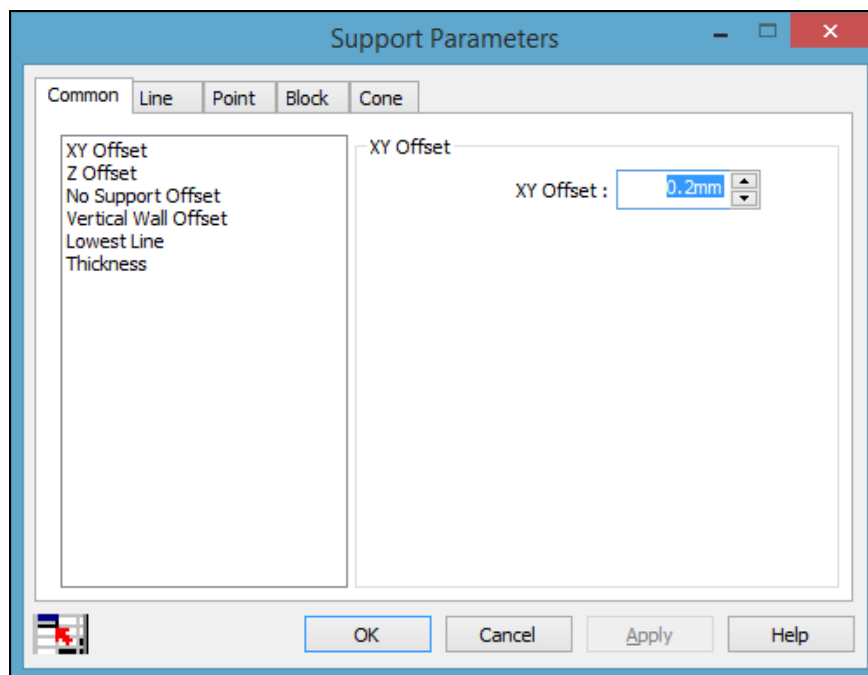 Support Parameters
Common Line Point Block Cone
XY Offset
Z Offset
No Support Offset
Vertical Wall Offset
Lowest Line
Thickness
XY Offset
XY Offset : 0.2mm
OK Cancel Apply Help